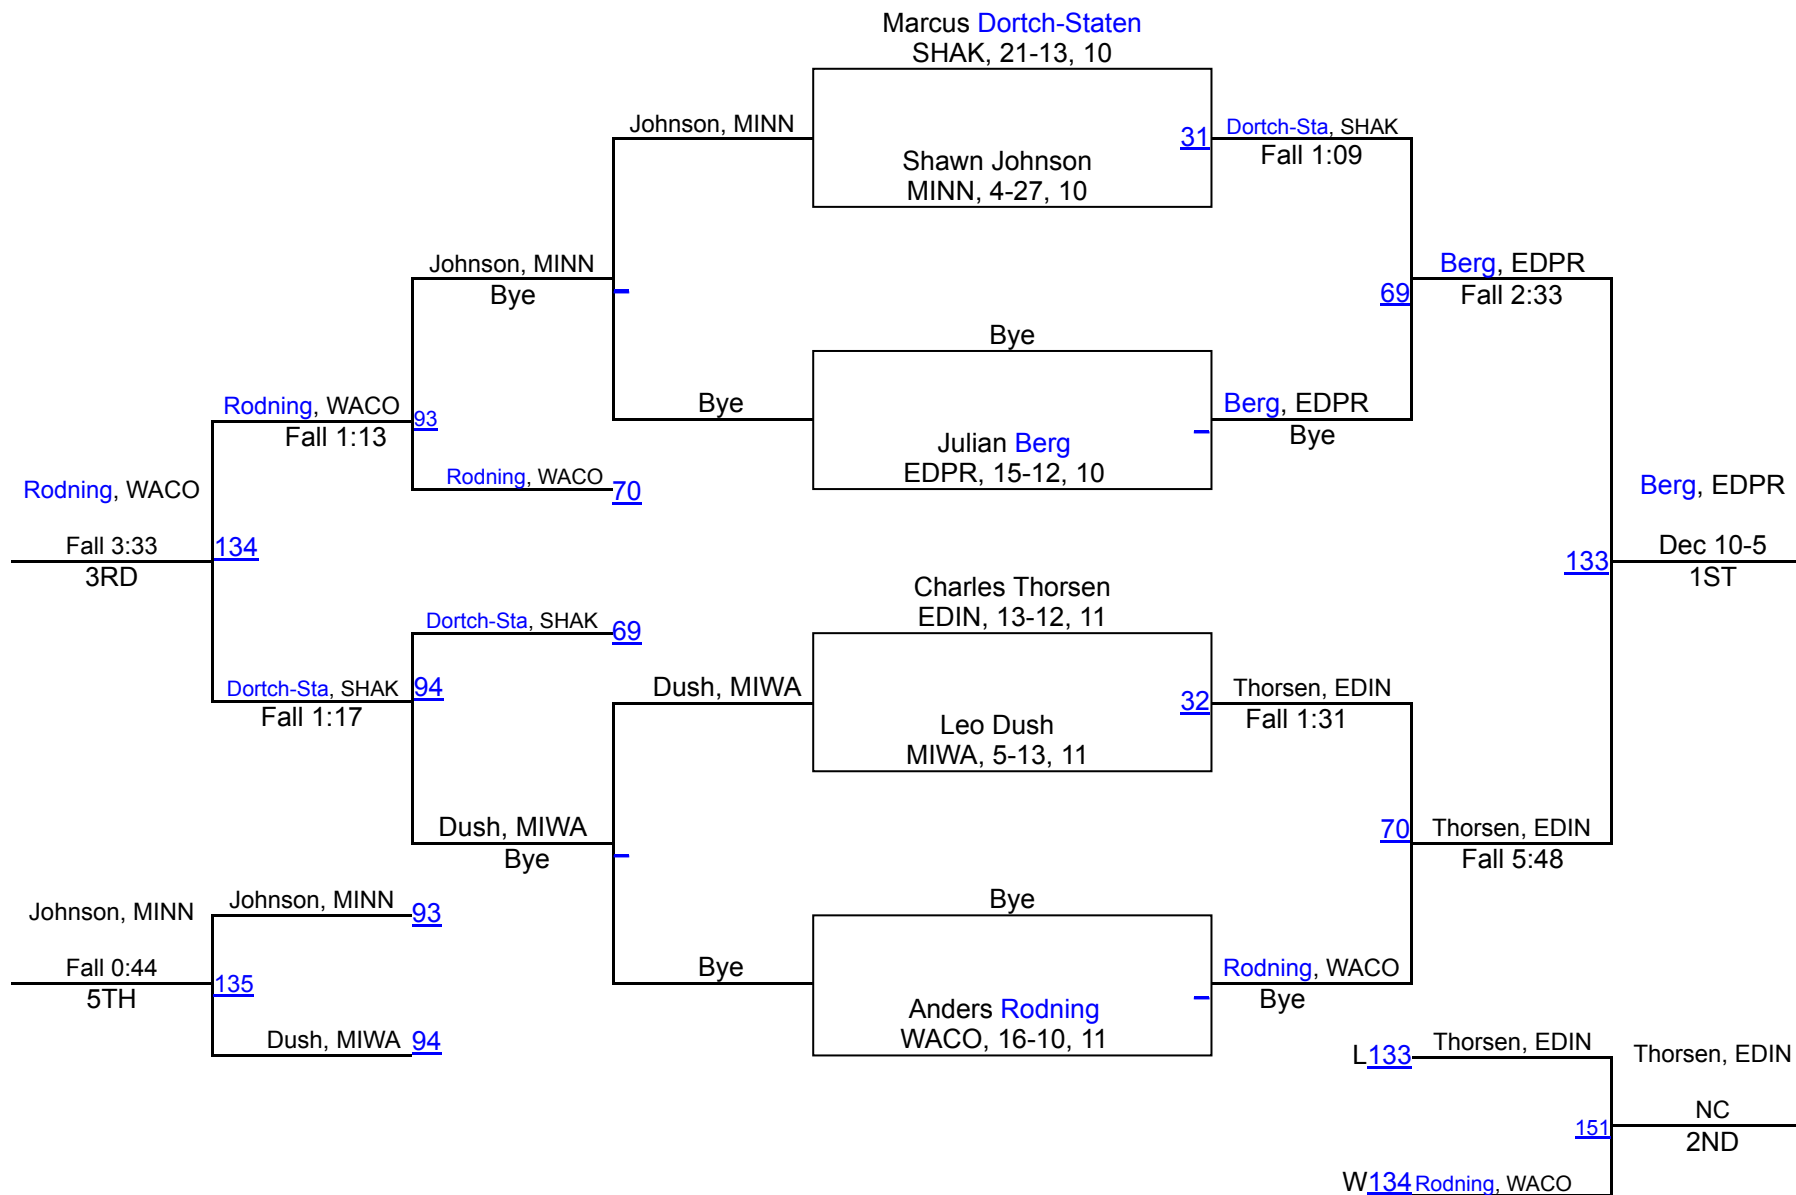 Marcus Dortch-Staten
SHAK, 21-13, 10
Johnson, MINN
31
Dortch-Sta, SHAK
Fall 1:09
Shawn Johnson
MINN, 4-27, 10
Johnson, MINN
Bye
Berg, EDPR
69
Fall 2:33
Bye
Rodning, WACO
Fall 1:13
93
Bye
Berg, EDPR
Bye
Julian Berg
EDPR, 15-12, 10
Rodning, WACO
70
Rodning, WACO
Berg, EDPR
Fall 3:33
134
3RD
133
Dec 10-5
1ST
Charles Thorsen
EDIN, 13-12, 11
Dortch-Sta, SHAK
69
Dortch-Sta, SHAK
94
Fall 1:17
Dush, MIWA
32
Thorsen, EDIN
Fall 1:31
Leo Dush
MIWA, 5-13, 11
Dush, MIWA
Bye
70
Thorsen, EDIN
Fall 5:48
Bye
Johnson, MINN
Johnson, MINN
93
Fall 0:44
135
5TH
Bye
Rodning, WACO
Bye
Anders Rodning
WACO, 16-10, 11
Dush, MIWA
94
L133
Thorsen, EDIN
Thorsen, EDIN
NC
151
2ND
W134
Rodning, WACO